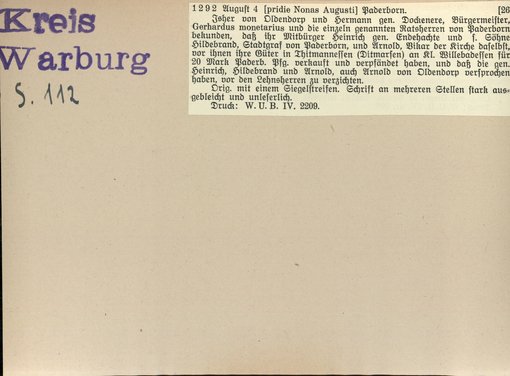 Kreis
Warburg
S. 112
1292 August 4 [pridie Nonas Augusti] Paderborn. [26
Isher von Oldendorp und Hermann gen. Dockenere, Bürgermeister,
Gerhardus monetarius und die einzeln genannten Ratsherren von Paderborn
bekunden, daß ihr Mitbürger Heinrich gen. Endehachte und s. Söhne
Hildebrand, Stadtgraf von Paderborn, und Arnold, Vikar der Kirche daselbst,
vor ihnen ihre Güter in Thitmannessen (Ditmarsen) an Kl. Willebadessen für
20 Mark Paderb. Pfg. verkauft und verpfändet haben, und daß die gen.
Heinrich, Hildebrand und Arnold, auch Arnold von Oldendorp versprochen
haben, vor den Lehnsherren zu verzichten.
Orig. mit einem Siegelstreifen. Schrift an mehreren Stellen stark aus-
gebleicht und unleserlich.
Druck: W. U. B. IV. 2209.